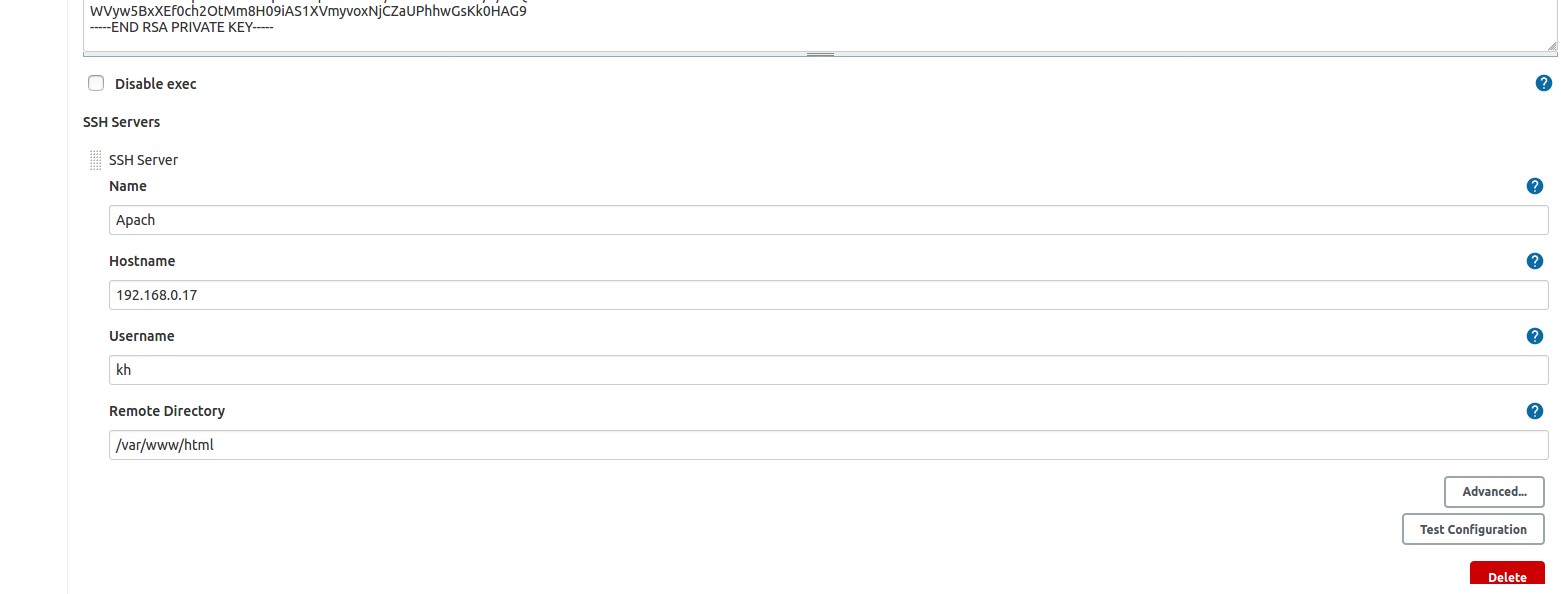 WVyw5BxXEf0ch2OtMm8H09iAS1XVmyvoxNjCZaUPhhwGsKk0HAG9
-----END RSA PRIVATE KEY-----
Disable exec
SSH Servers
SSH Server
Name
Apach
Hostname
192.168.0.17
Username
kh
Remote Directory
/var/www/html
Advanced...
Test Configuration
Delete